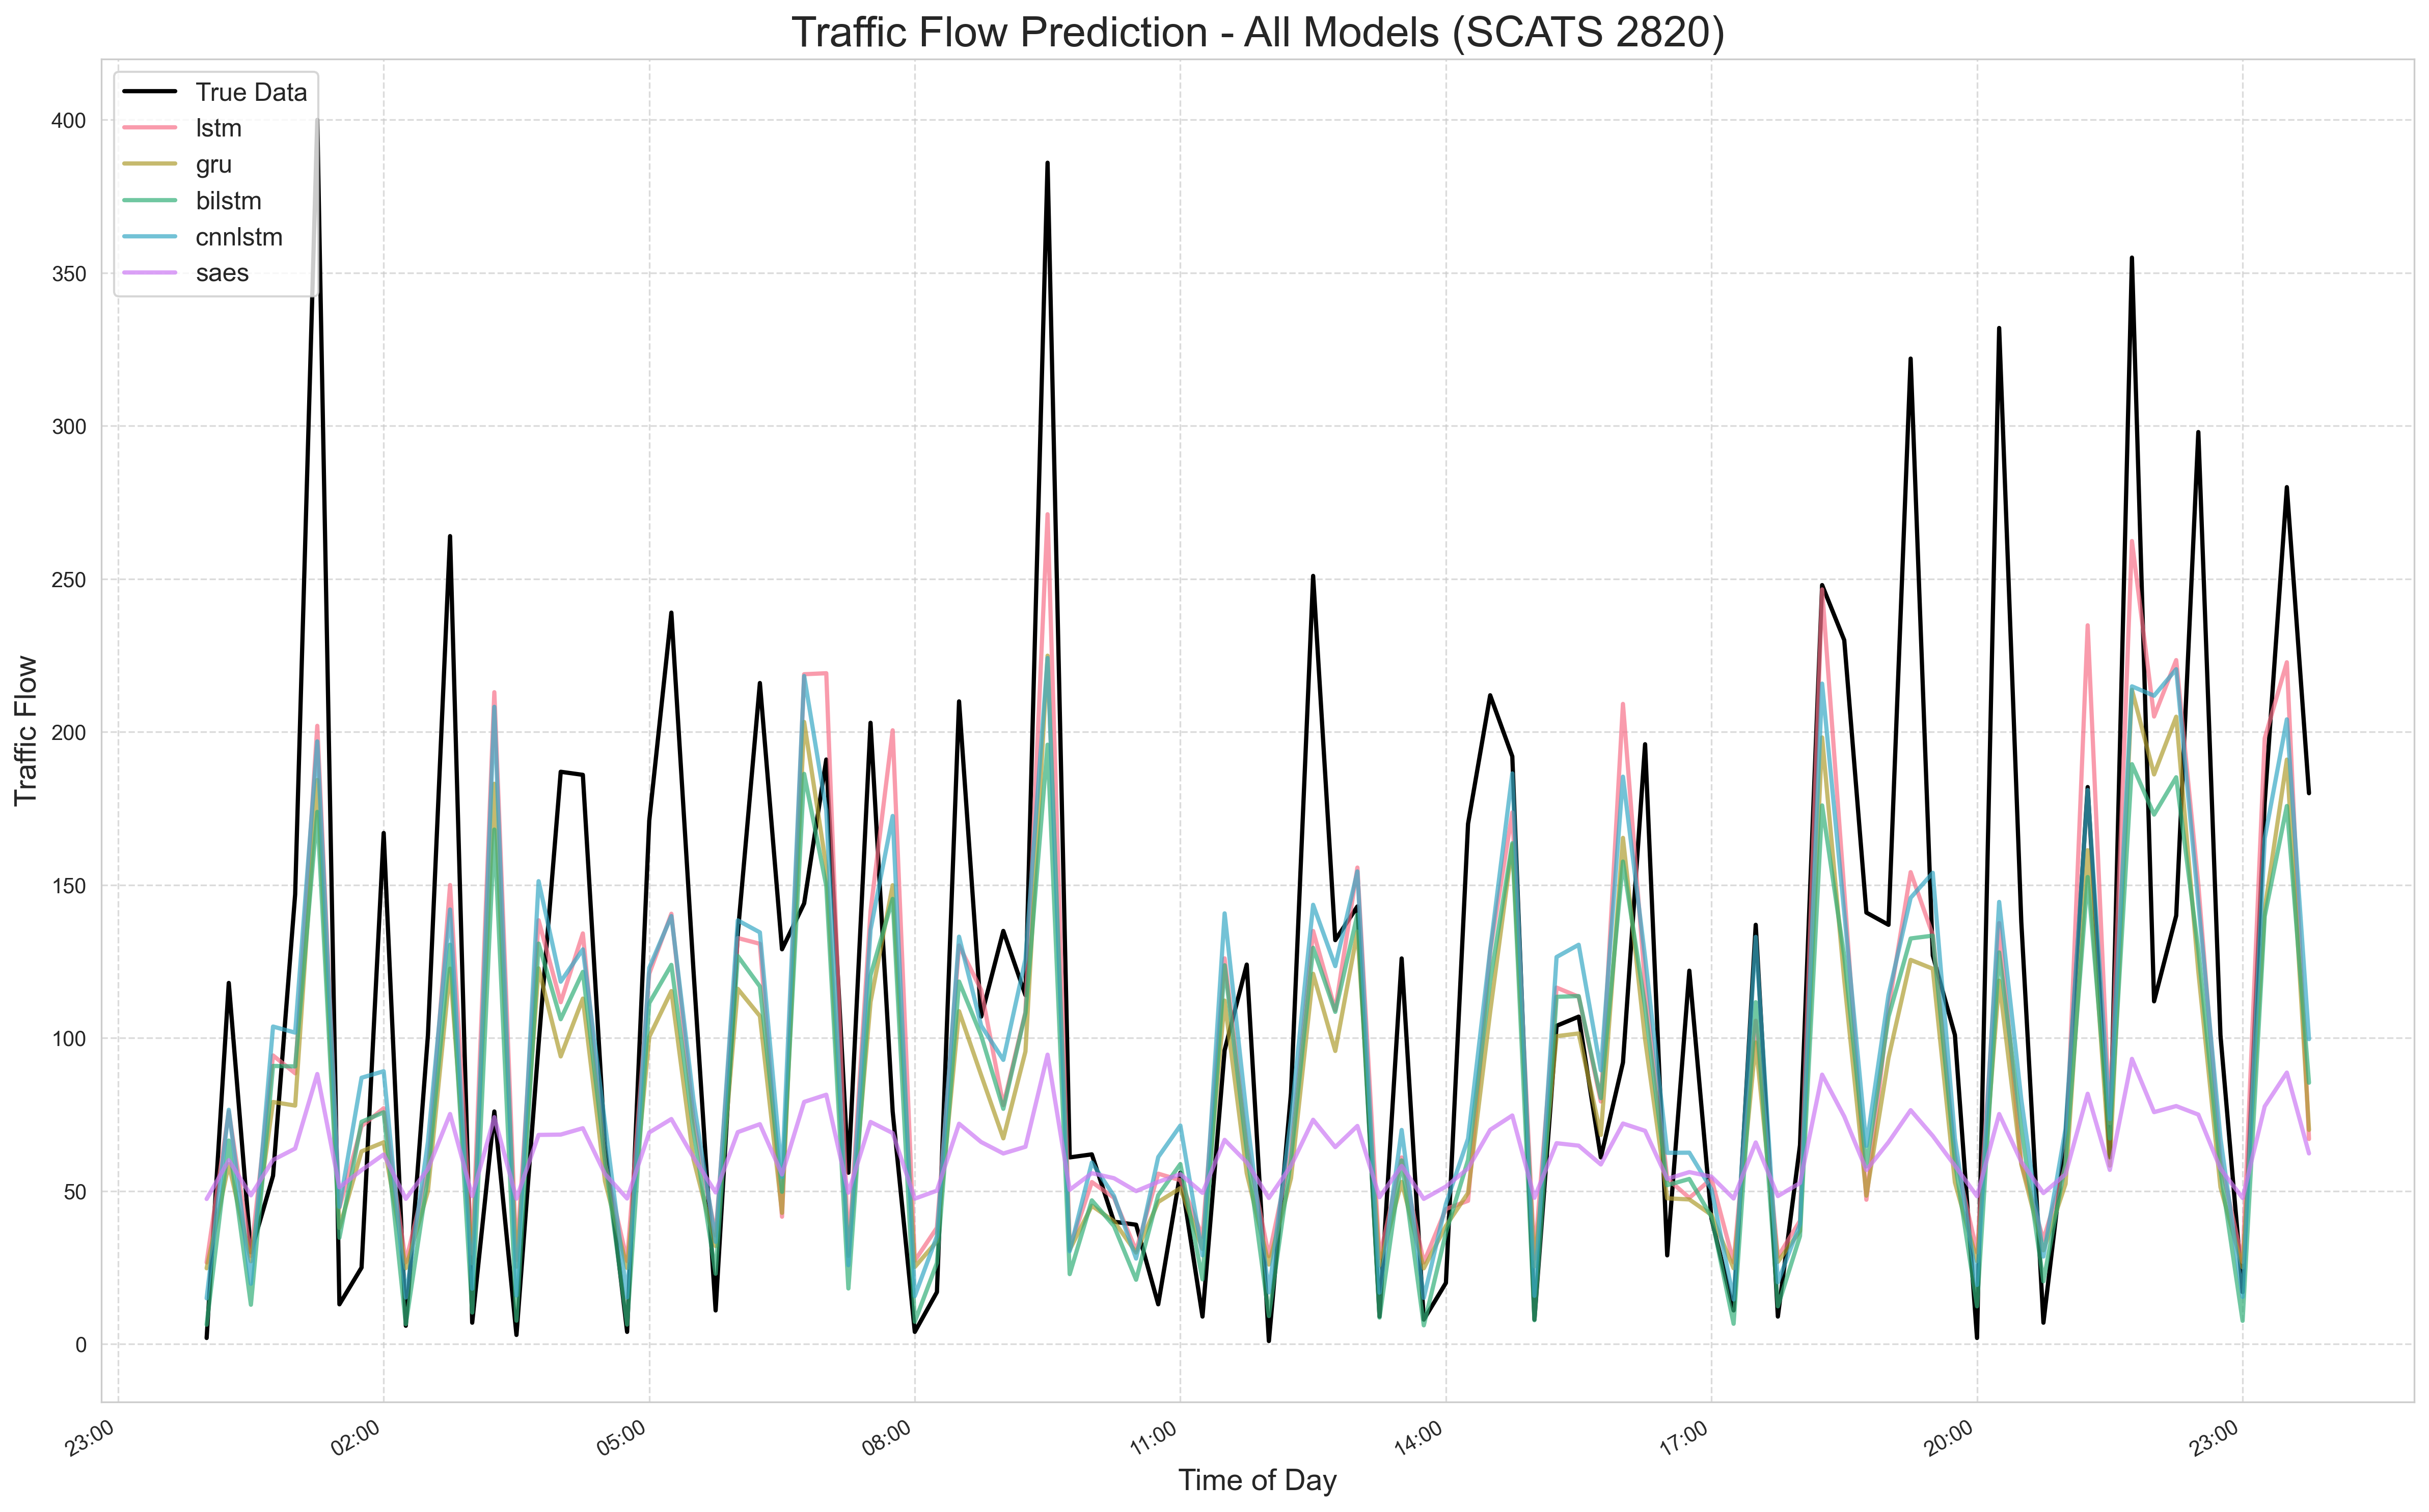 Traffic Flow Prediction - All Models (SCATS 2820)
True Data
lstm
gru
bilstm
cnnlstm
saes
Traffic Flow
400
350
300
250
200
150
100
50
0
23:00
02:00
05:00
08:00
11:00
14:00
17:00
20:00
23:00
Time of Day